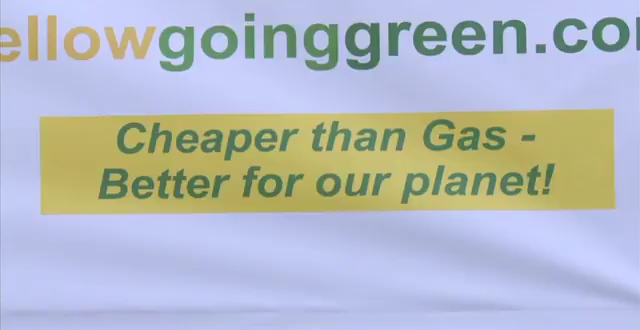 ellowgoinggreen.co
Cheaper than Gas -
Better for our planet!